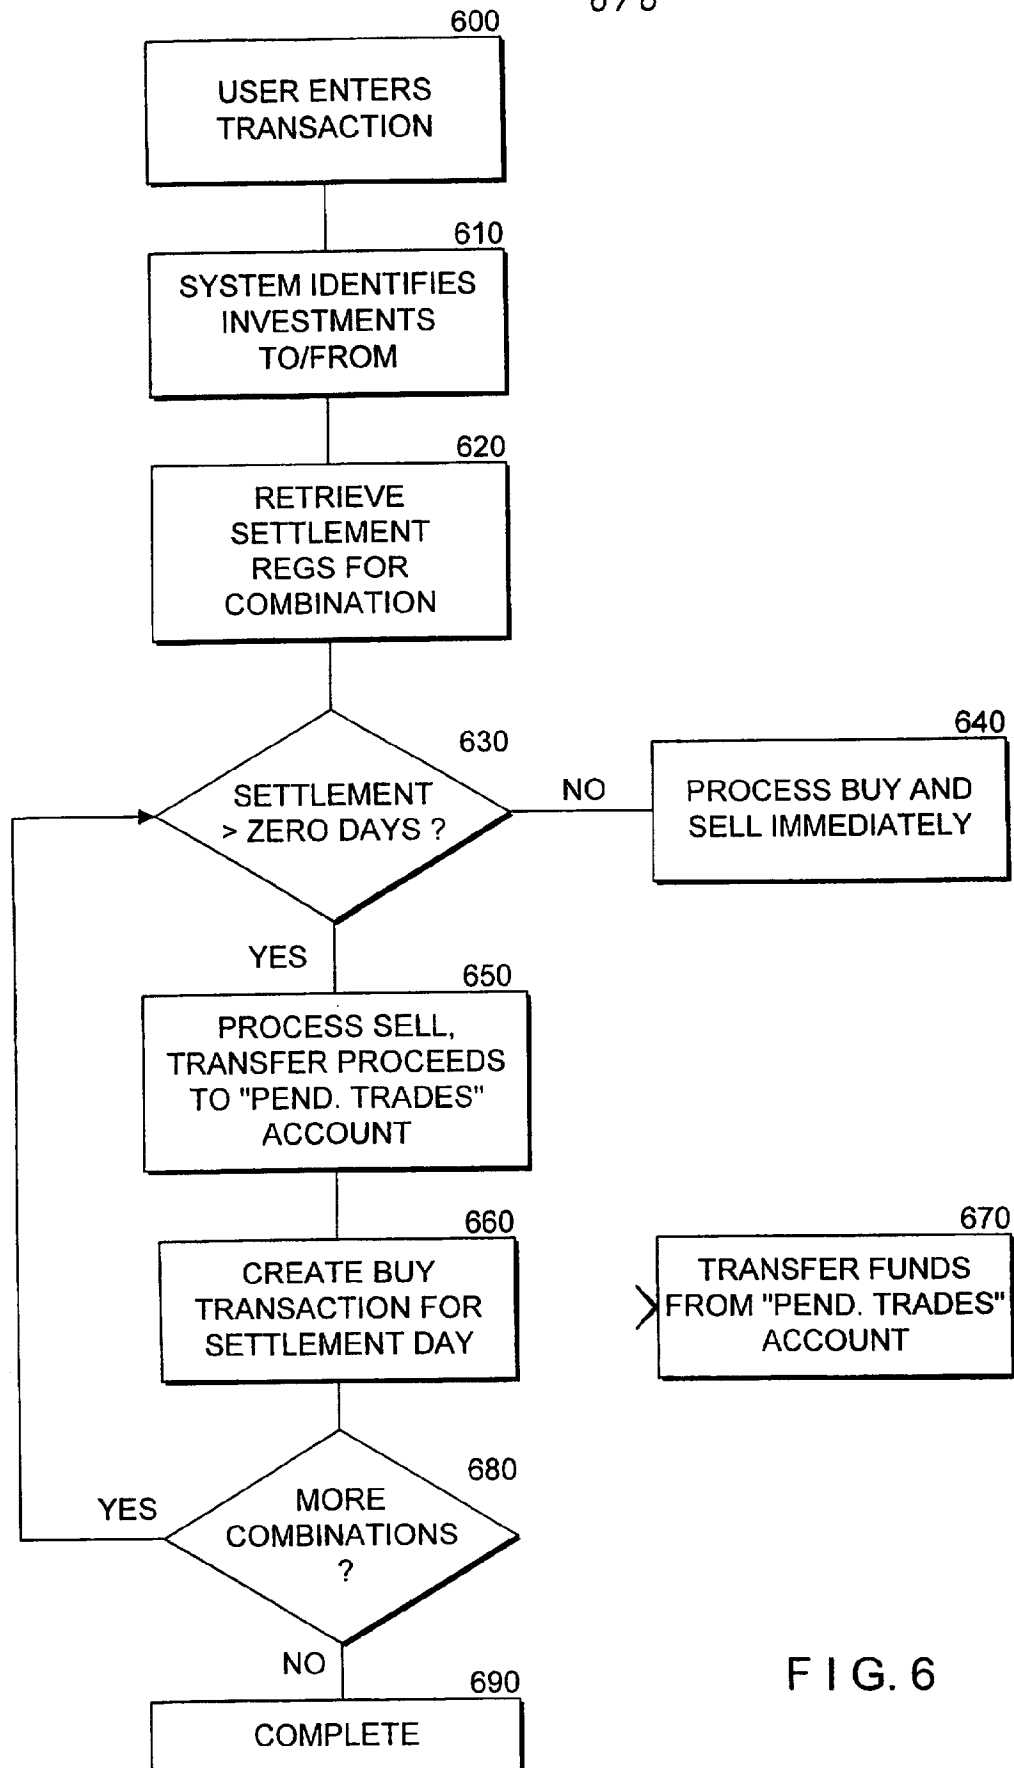 600
USER ENTERS
TRANSACTION
610
SYSTEM IDENTIFIES
INVESTMENTS
TO/FROM
620
RETRIEVE
SETTLEMENT
REGS FOR
COMBINATION
630
SETTLEMENT
> ZERO DAYS ?
NO
640
PROCESS BUY AND
SELL IMMEDIATELY
YES
650
PROCESS SELL,
TRANSFER PROCEEDS
TO "PEND. TRADES"
ACCOUNT
660
CREATE BUY
TRANSACTION FOR
SETTLEMENT DAY
670
TRANSFER FUNDS
FROM "PEND. TRADES"
ACCOUNT
680
MORE
COMBINATIONS
?
YES
NO
690
COMPLETE
FIG. 6